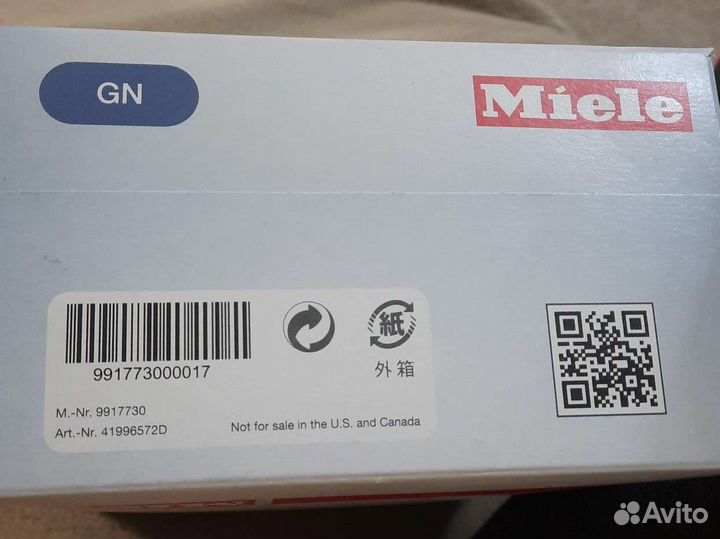 GN
Miele
991773000017
紙
外箱
M.-Nr. 9917730
Art.-Nr. 41996572D
Not for sale in the U.S. and Canada
Avito